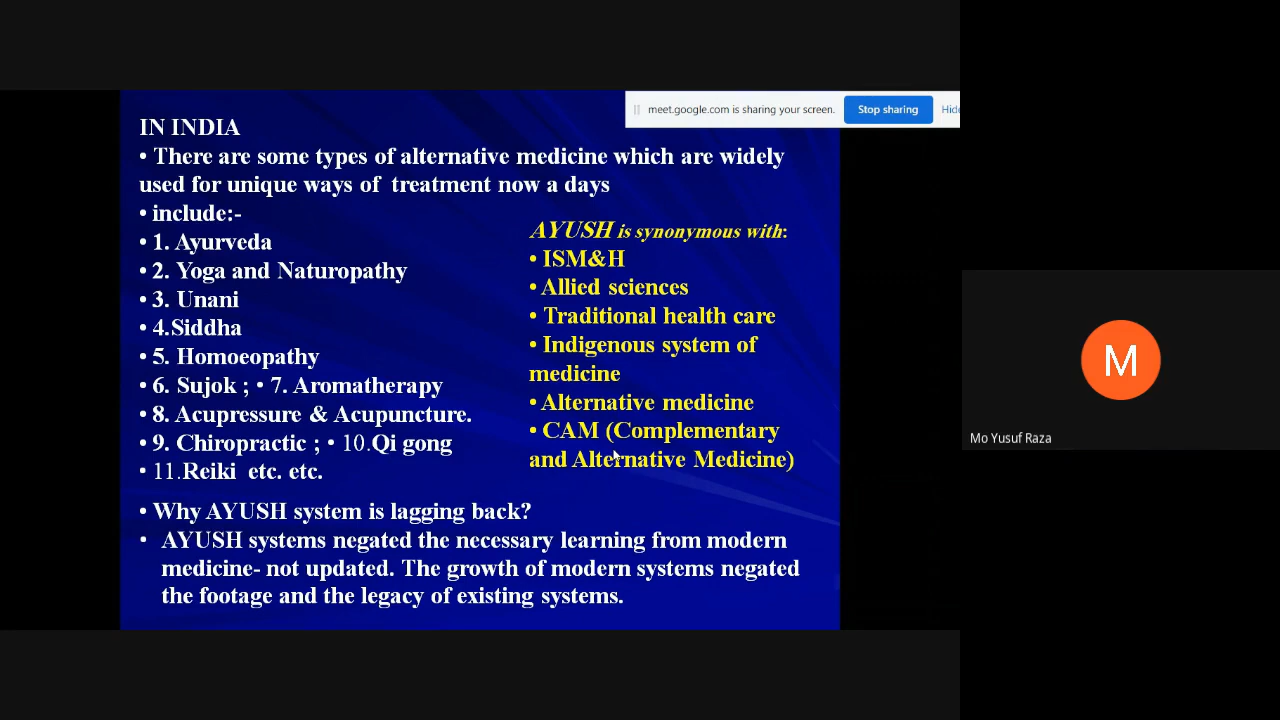 meet.google.com is sharing your screen.
Stop sharing
IN INDIA
• There are some types of alternative medicine which are widely
used for unique ways of treatment now a days
• include:-
• 1. Ayurveda
• 2. Yoga and Naturopathy
• 3. Unani
• 4.Siddha
• 5. Homoeopathy
• 6. Sujok ; • 7. Aromatherapy
• 8. Acupressure & Acupuncture.
• 9. Chiropractic ; • 10.Qi gong
• 11.Reiki etc. etc.
AYUSH is synonymous with:
• ISM&H
• Allied sciences
• Traditional health care
• Indigenous system of
medicine
• Alternative medicine
• CAM (Complementary
and Alternative Medicine)
• Why AYUSH system is lagging back?
• AYUSH systems negated the necessary learning from modern
medicine- not updated. The growth of modern systems negated
the footage and the legacy of existing systems.
M
Mo Yusuf Raza